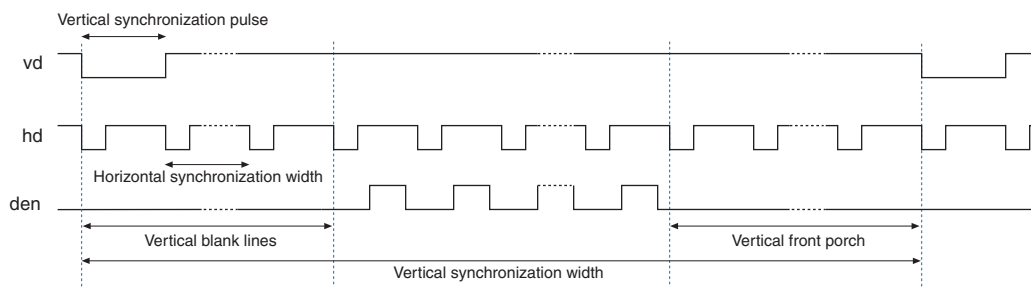 Vertical synchronization pulse
vd
hd
Horizontal synchronization width
den
Vertical blank lines
Vertical front porch
Vertical synchronization width